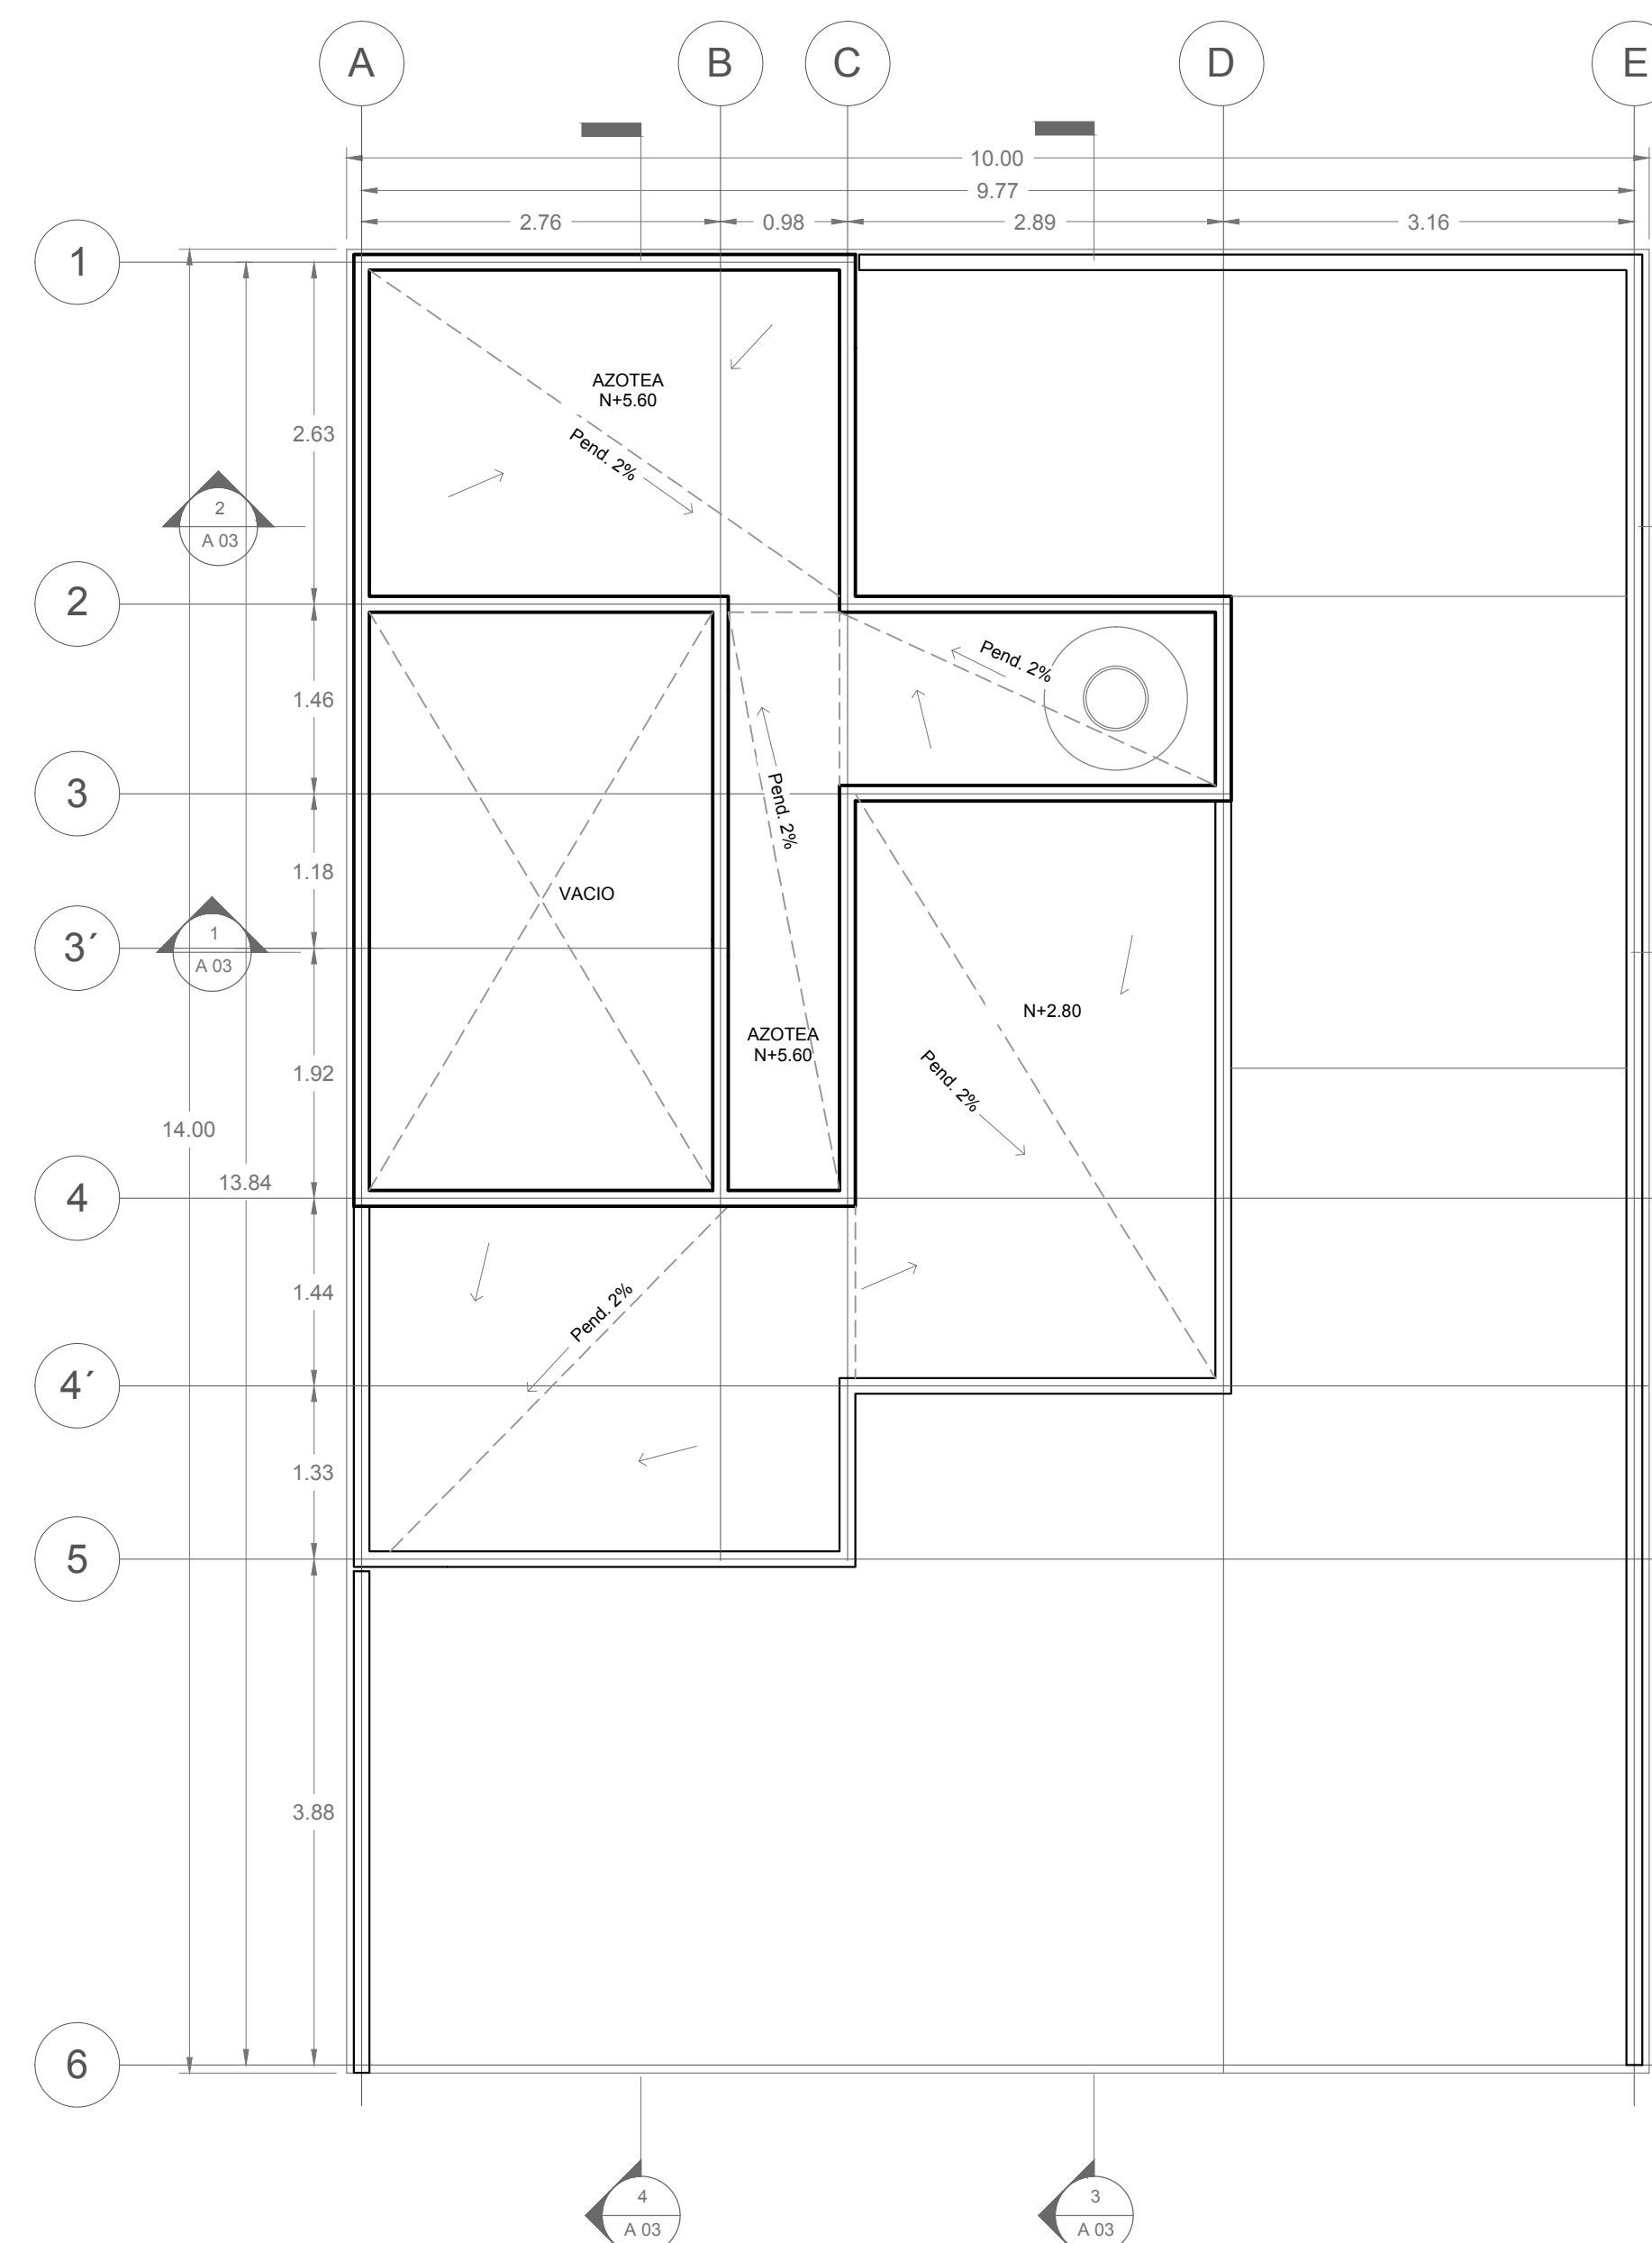 A
B
C
D
E
10.00
9.77
2.76
0.98
2.89
3.16
1
AZOTEA
N+5.60
2.63
Pend. 2%
2
A 03
2
Pend. 2%
1.46
3
Pend. 2%
1.18
VACIO
1
A 03
3´
N+2.80
AZOTEA
N+5.60
1.92
Pend. 2%
14.00
13.84
4
1.44
Pend. 2%
4´
1.33
5
3.88
6
4
A 03
3
A 03